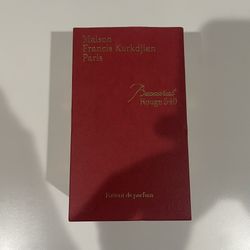 Maison
Francis Kurkdjian
Paris
Baccarat
Rouge 540
Extrait de parfum